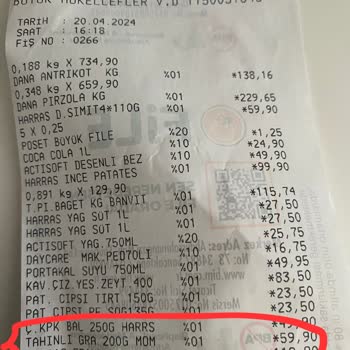 BÜYÜK MÜKELLEFLER V.D
TARİH : 20.04.2024
SAAT : 16:18
FİŞ NO : 0266
0,188 kg X 734,90
DANA ANTRIKOT KG %01 *138,16
0,348 kg X 659,90
DANA PIRZOLA KG %01 *229,65
HARRAS D.SIMIT4*110G %01 *59,90
5 X 0,25
POSET BUYUK FILE %20 *1,25
COCA COLA 1L %10 *24,90
ACTISOFT DESENLI BEZ %10 *49,90
HARRAS INCE PATATES %01 *99,90
0,891 kg X 129,90
T.PI.BAGET KG BANVIT %01 *115,74
HARRAS YAG SUT 1L %01 *27,50
HARRAS YAG SUT 1L %01 *27,50
ACTISOFT YAG.750ML %20 *25,75
DAYCARE MAK.PED7OLI %10 *16,75
PORTAKAL SUYU 750ML %01 *49,95
KAV.ÇIZ.YES.ZEYT.400 %01 *83,50
PAT. CIPSI TIRT.150G %01 *23,50
PAT. CIPSI PE.SOG135G %01 *23,50
Ç.KPK BAL 250G HARRS %01
TAHINLI GRA.200G MOM %01 *59,90